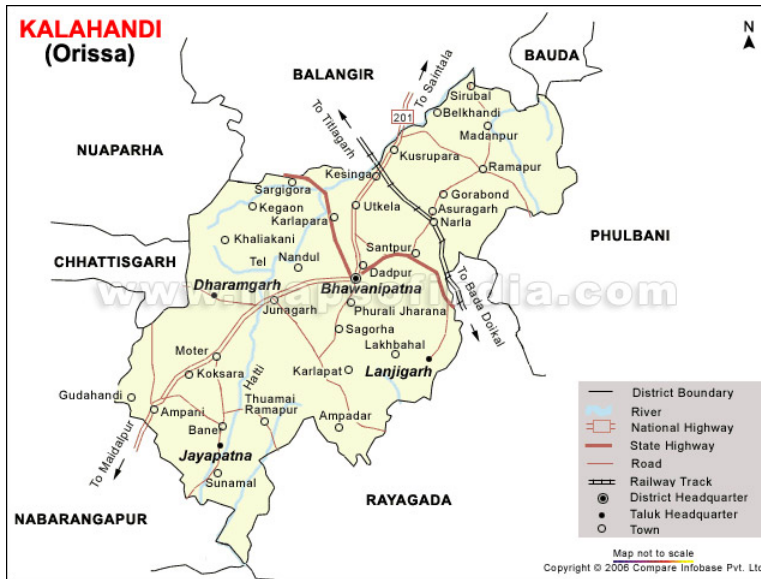 KALAHANDI
(Orissa)
N
BAUDA
BALANGIR
To Saintala
201
To Titlagarh
Sirubal
Belkhandi
Madanpur
NUAPARHA
Kusrupara
Ramapur
Kesinga
Sargigora
Gorabond
Kegaon
Utkela
Asuragarh
Karlapara
Narla
PHULBANI
Khaliakani
Santpur
CHHATTISGARH
Tel
Nandul
Dadpur
To Bada Doikal
Dharamgarh
Bhawanipatna
www.mapsofindia.com
Junagarh
Phurali Jharana
Sagorha
Moter
Lakhbahal
Koksara
Hatti
Karlapat
Lanjigarh
Gudahandi
Thuamai
Ramapur
Ampani
Ampadar
Bane
To Maidalpur
Jayapatna
Sunamal
RAYAGADA
NABARANGAPUR
District Boundary
River
National Highway
State Highway
Road
Railway Track
District Headquarter
Taluk Headquarter
Town
Map not to scale
Copyright © 2006 Compare Infobase Pvt. Ltd